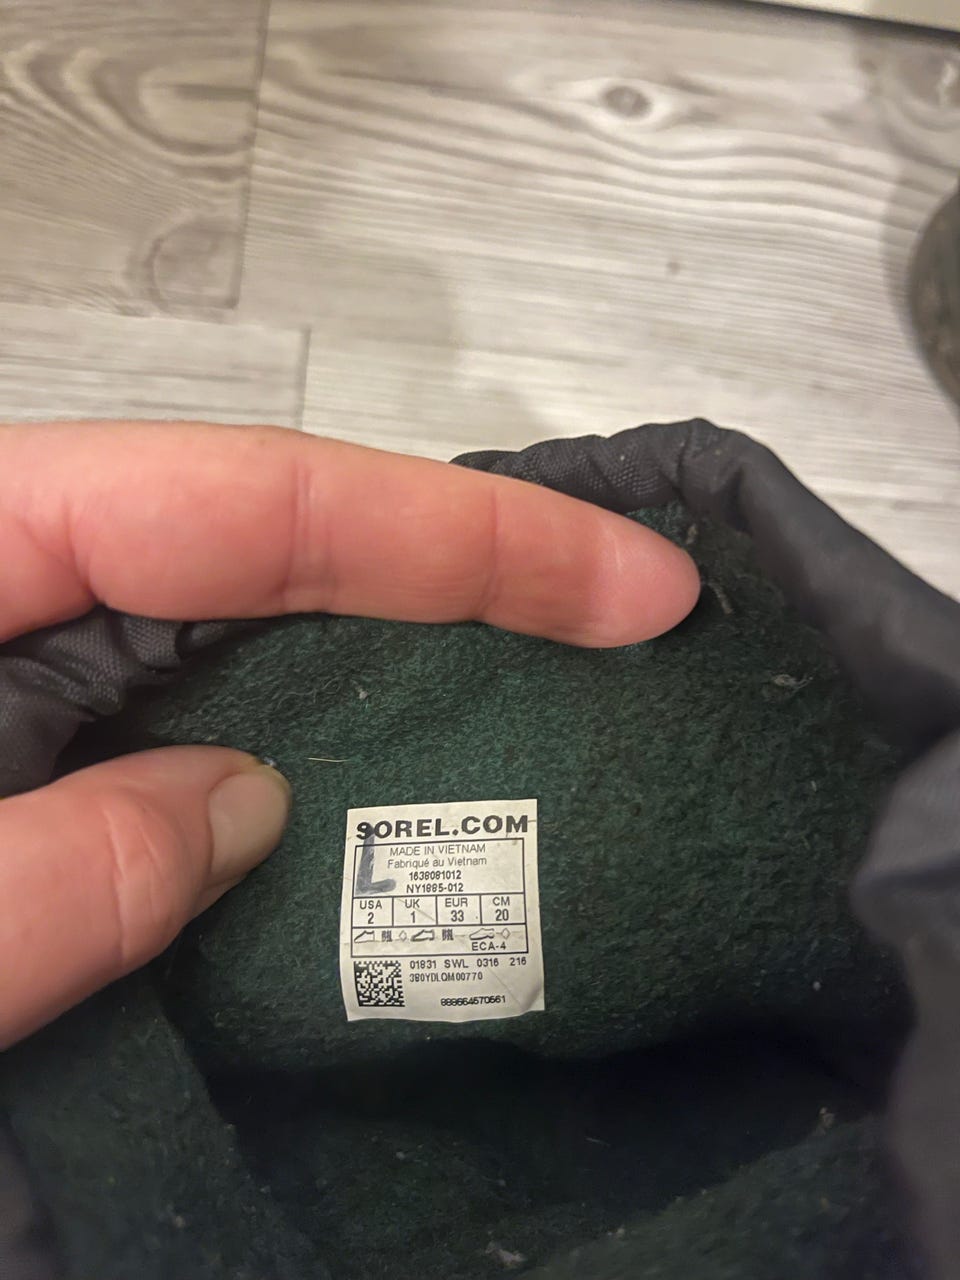 SOREL.COM
L
MADE IN VIETNAM
Fabriqué au Vietnam
1638081012
NY1885-012
USA UK EUR CM
2 1 33 20
ECA-4
01831 SWL 0316 216
380YDLQM00770
888664570561